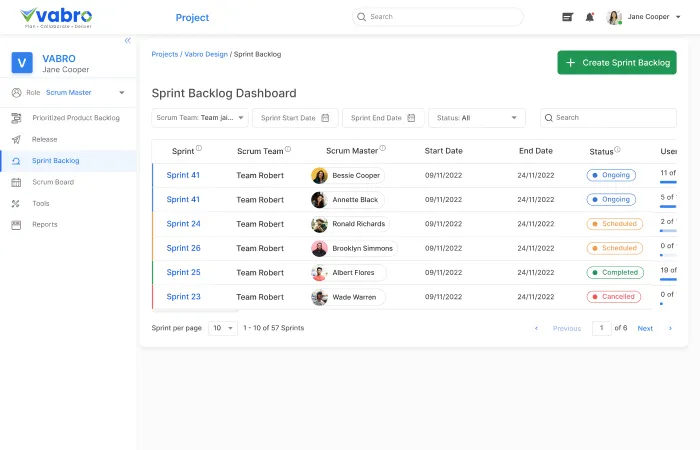 vabro
Plan • Collaborate • Deliver
Project
Search
Jane Cooper
V
VABRO
Jane Cooper
Role Scrum Master
Prioritized Product Backlog
Release
Sprint Backlog
Scrum Board
Tools
Reports
Projects / Vabro Design / Sprint Backlog
+ Create Sprint Backlog
Sprint Backlog Dashboard
Scrum Team: Team jai...
Sprint Start Date
Sprint End Date
Status: All
Search
Sprint Scrum Team Scrum Master Start Date End Date Status User
Sprint 41 Team Robert Bessie Cooper 09/11/2022 24/11/2022 Ongoing 11 of
Sprint 41 Team Robert Annette Black 09/11/2022 24/11/2022 Ongoing 5 of
Sprint 24 Team Robert Ronald Richards 09/11/2022 24/11/2022 Scheduled 2 of
Sprint 26 Team Robert Brooklyn Simmons 09/11/2022 24/11/2022 Scheduled 0 of
Sprint 25 Team Robert Albert Flores 09/11/2022 24/11/2022 Completed 19 of
Sprint 23 Team Robert Wade Warren 09/11/2022 24/11/2022 Cancelled 0 of
Sprint per page 10 1 - 10 of 57 Sprints
‹ Previous 1 of 6 Next ›